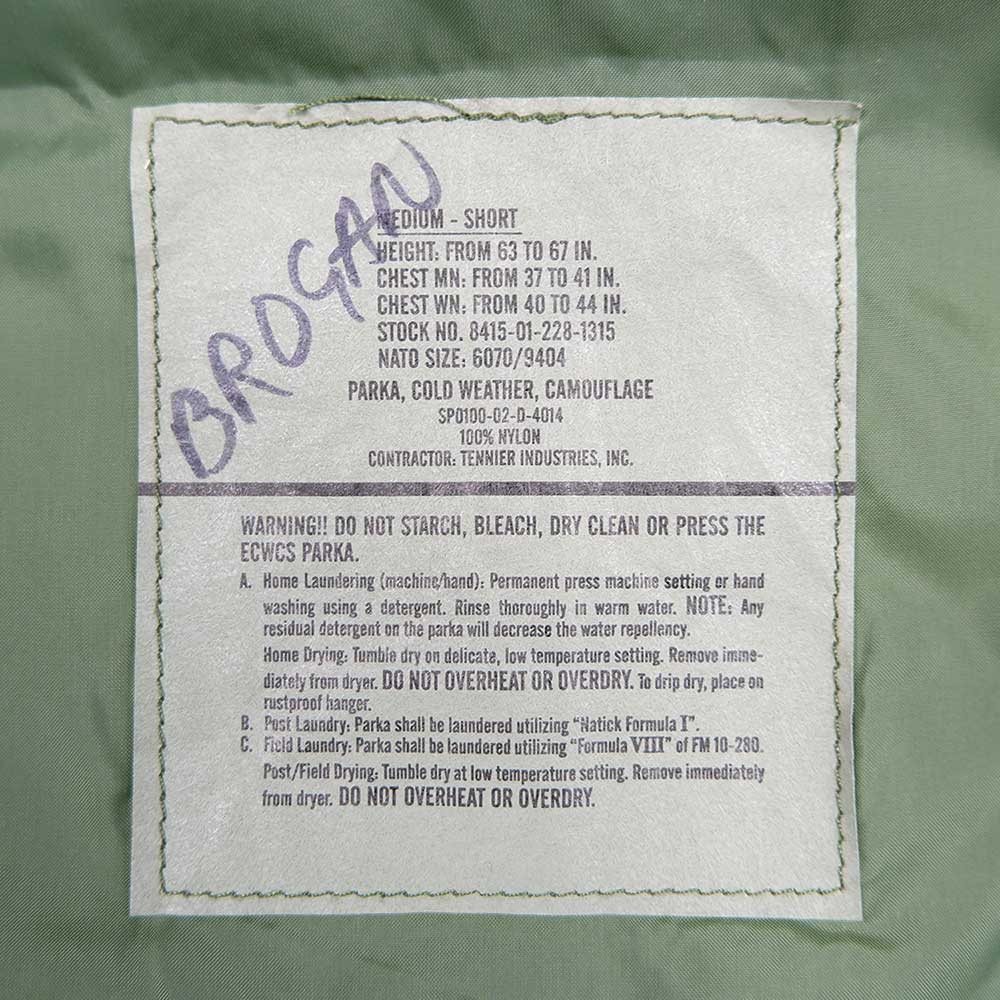 BROGAN
MEDIUM - SHORT
HEIGHT: FROM 63 TO 67 IN.
CHEST MN: FROM 37 TO 41 IN.
CHEST WN: FROM 40 TO 44 IN.
STOCK NO. 8415-01-228-1315
NATO SIZE: 6070/9404
PARKA, COLD WEATHER, CAMOUFLAGE
SP0100-02-D-4014
100% NYLON
CONTRACTOR: TENNIER INDUSTRIES, INC.
WARNING!! DO NOT STARCH, BLEACH, DRY CLEAN OR PRESS THE
ECWCS PARKA.
A. Home Laundering (machine/hand): Permanent press machine setting or hand
washing using a detergent. Rinse thoroughly in warm water. NOTE: Any
residual detergent on the parka will decrease the water repellency.
Home Drying: Tumble dry on delicate, low temperature setting. Remove imme-
diately from dryer. DO NOT OVERHEAT OR OVERDRY. To drip dry, place on
rustproof hanger.
B. Post Laundry: Parka shall be laundered utilizing "Natick Formula I".
C. Field Laundry: Parka shall be laundered utilizing "Formula VIII" of FM 10-280.
Post/Field Drying: Tumble dry at low temperature setting. Remove immediately
from dryer. DO NOT OVERHEAT OR OVERDRY.